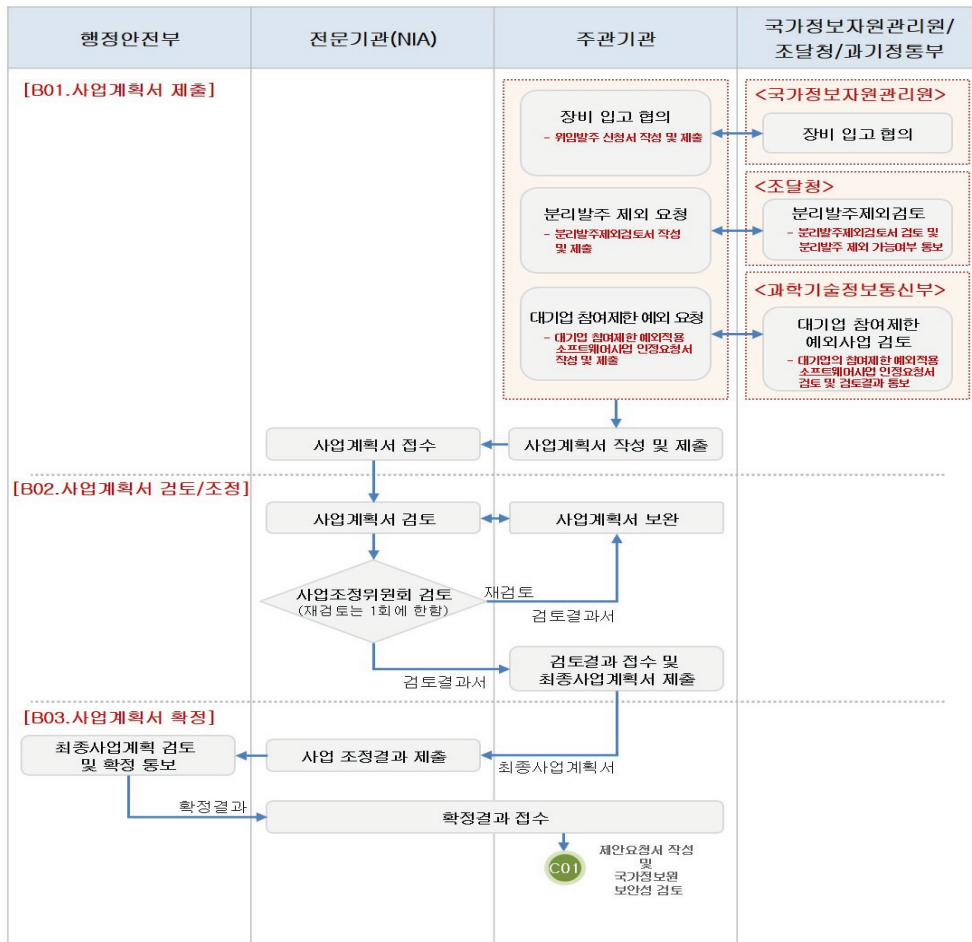 행정안전부
전문기관(NIA)
주관기관
국가정보자원관리원/
조달청/과기정통부
[B01.사업계획서 제출]
장비 입고 협의
- 위임발주 신청서 작성 및 제출
<국가정보자원관리원>
장비 입고 협의
분리발주 제외 요청
- 분리발주제외검토서 작성
및 제출
<조달청>
분리발주제외검토
- 분리발주제외검토서 검토 및
분리발주 제외 가능여부 통보
대기업 참여제한 예외 요청
- 대기업 참여제한 예외적용
소프트웨어사업 인정요청서
작성 및 제출
<과학기술정보통신부>
대기업 참여제한
예외사업 검토
- 대기업의 참여제한 예외적용
소프트웨어사업 인정요청서
검토 및 검토결과 통보
사업계획서 접수
사업계획서 작성 및 제출
[B02.사업계획서 검토/조정]
사업계획서 검토
사업계획서 보완
사업조정위원회 검토
(재검토는 1회에 한함)
재검토
검토결과서
검토결과서
검토결과 접수 및
최종사업계획서 제출
[B03.사업계획서 확정]
최종사업계획 검토
및 확정 통보
사업 조정결과 제출
최종사업계획서
확정결과
확정결과 접수
C01
제안요청서 작성
및
국가정보원
보안성 검토